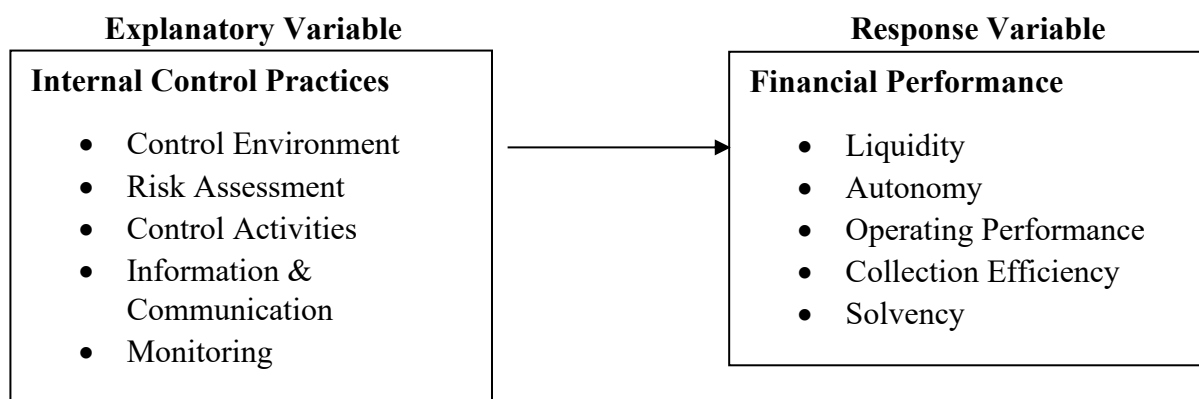 Explanatory Variable
Internal Control Practices
• Control Environment
• Risk Assessment
• Control Activities
• Information &
Communication
• Monitoring
Response Variable
Financial Performance
• Liquidity
• Autonomy
• Operating Performance
• Collection Efficiency
• Solvency